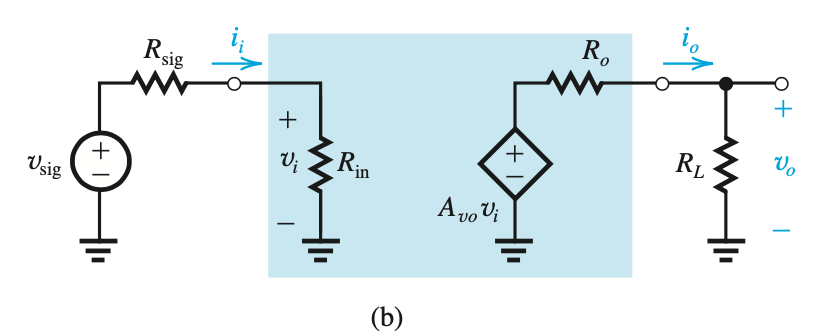 R_sig
i_i
R_o
i_o
+
−
v_sig
+
v_i
−
R_in
+
−
A_vo v_i
R_L
+
v_o
−
(b)